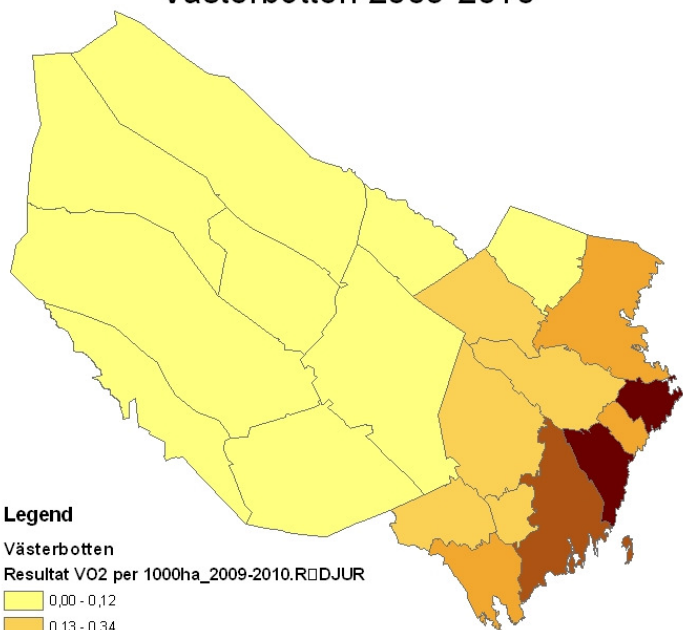 Västerbotten 2009-2010
Legend
Västerbotten
Resultat VO2 per 1000ha_2009-2010.R□DJUR
0,00 - 0,12
0,13 - 0,34